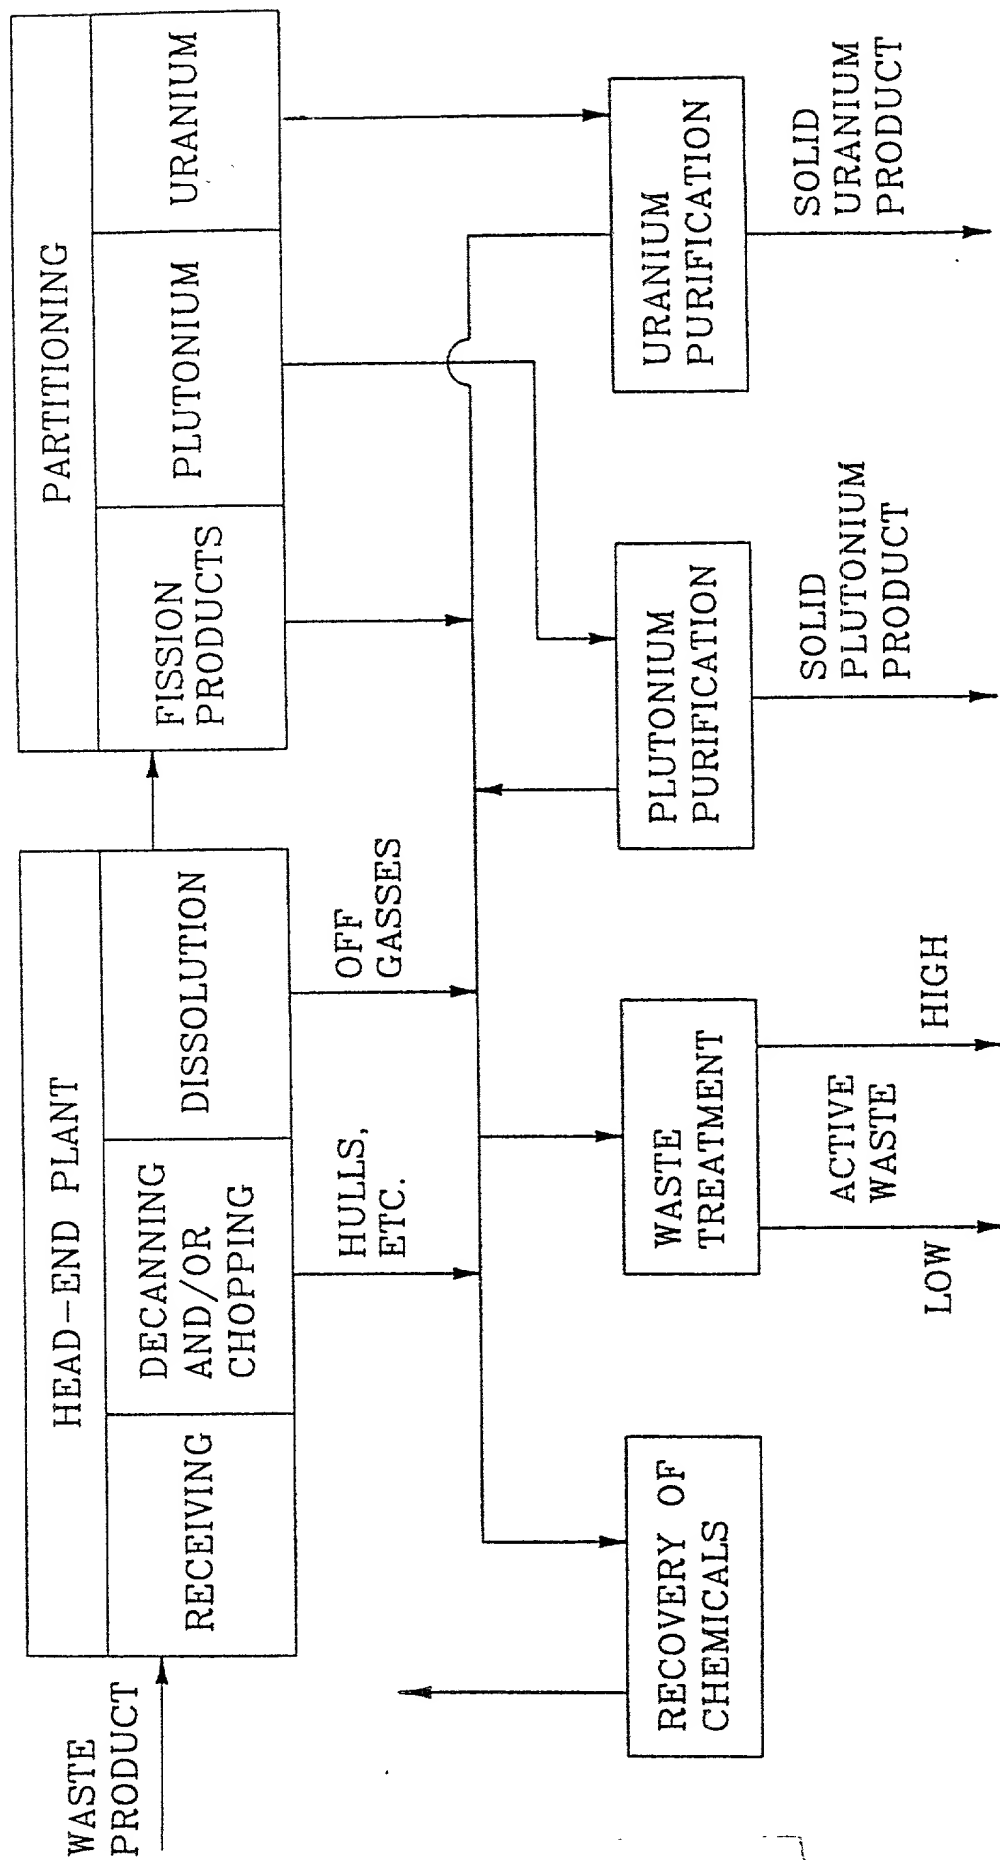 WASTE
PRODUCT
HEAD-END PLANT
RECEIVING
DECANNING
AND/OR
CHOPPING
DISSOLUTION
PARTITIONING
FISSION
PRODUCTS
PLUTONIUM
URANIUM
HULLS,
ETC.
OFF
GASSES
RECOVERY OF
CHEMICALS
WASTE
TREATMENT
PLUTONIUM
PURIFICATION
URANIUM
PURIFICATION
LOW
ACTIVE
WASTE
HIGH
SOLID
PLUTONIUM
PRODUCT
SOLID
URANIUM
PRODUCT